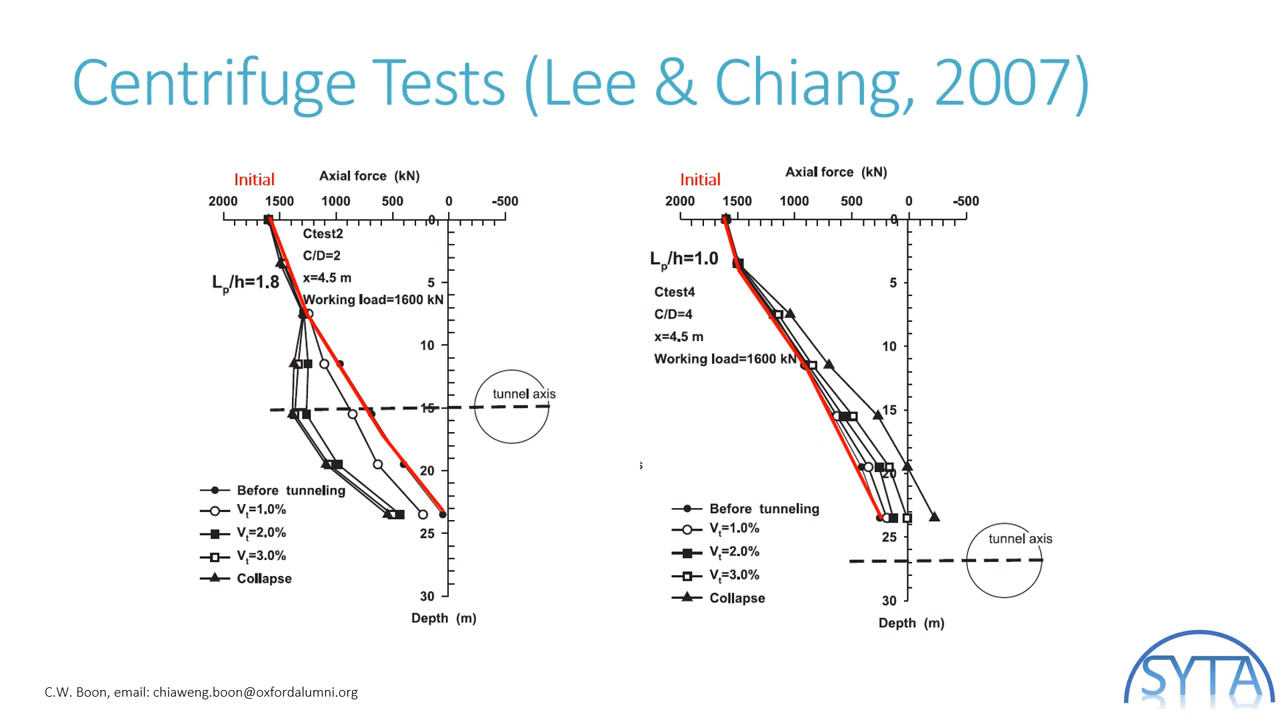 Centrifuge Tests (Lee & Chiang, 2007)
Initial
Axial force (kN)
2000 1500 1000 500 0 -500
0
Ctest2
C/D=2
x=4.5 m
Working load=1600 kN
Lp/h=1.8
5
10
15
20
25
30
tunnel axis
Before tunneling
Vt=1.0%
Vt=2.0%
Vt=3.0%
Collapse
Depth (m)
Initial
Axial force (kN)
2000 1500 1000 500 0 -500
0
Lp/h=1.0
Ctest4
C/D=4
x=4.5 m
Working load=1600 kN
5
10
15
20
25
30
tunnel axis
Before tunneling
Vt=1.0%
Vt=2.0%
Vt=3.0%
Collapse
Depth (m)
s
C.W. Boon, email: chiaweng.boon@oxfordalumni.org
SYTA